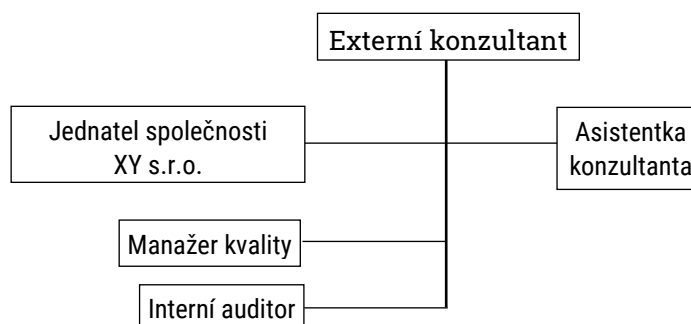 Externí konzultant
Jednatel společnosti
XY s.r.o.
Asistentka
konzultanta
Manažer kvality
Interní auditor